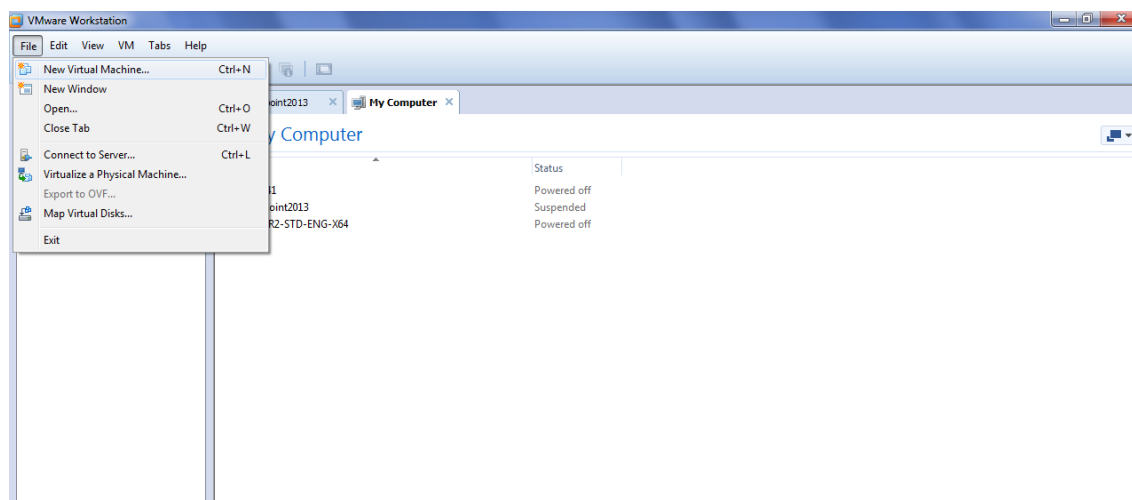 VMware Workstation
File Edit View VM Tabs Help
New Virtual Machine... Ctrl+N
New Window
Open... Ctrl+O
Close Tab Ctrl+W
Connect to Server... Ctrl+L
Virtualize a Physical Machine...
Export to OVF...
Map Virtual Disks...
Exit
oint2013 My Computer
y Computer
Status
41 Powered off
oint2013 Suspended
R2-STD-ENG-X64 Powered off